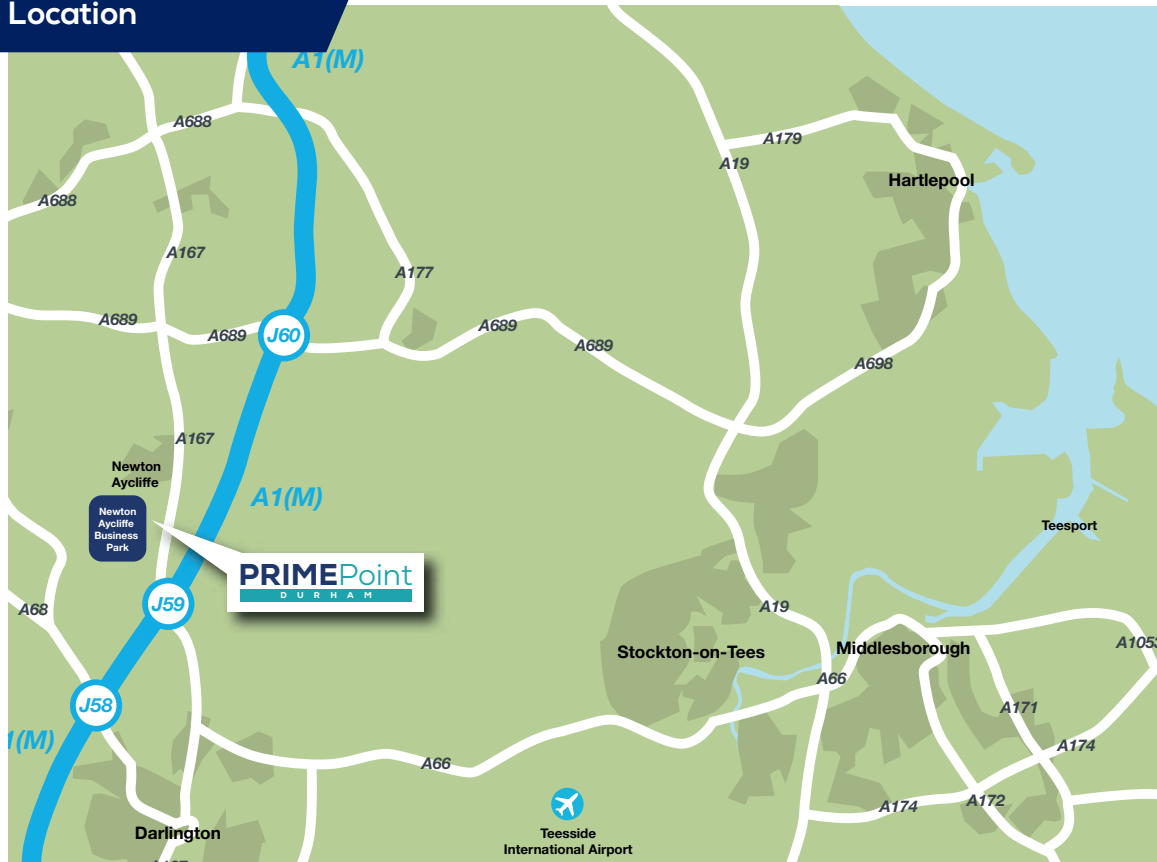 Location
A1(M)
A688
A179
A19
A688
Hartlepool
A167
A177
A689
A689
J60
A689
A689
A698
A167
Newton
Aycliffe
A1(M)
Newton
Aycliffe
Business
Park
Teesport
PRIMEPoint
DURHAM
J59
A68
A19
A1053
Stockton-on-Tees
Middlesborough
A66
J58
A171
1(M)
A174
A66
A174
A172
Darlington
Teesside
International Airport